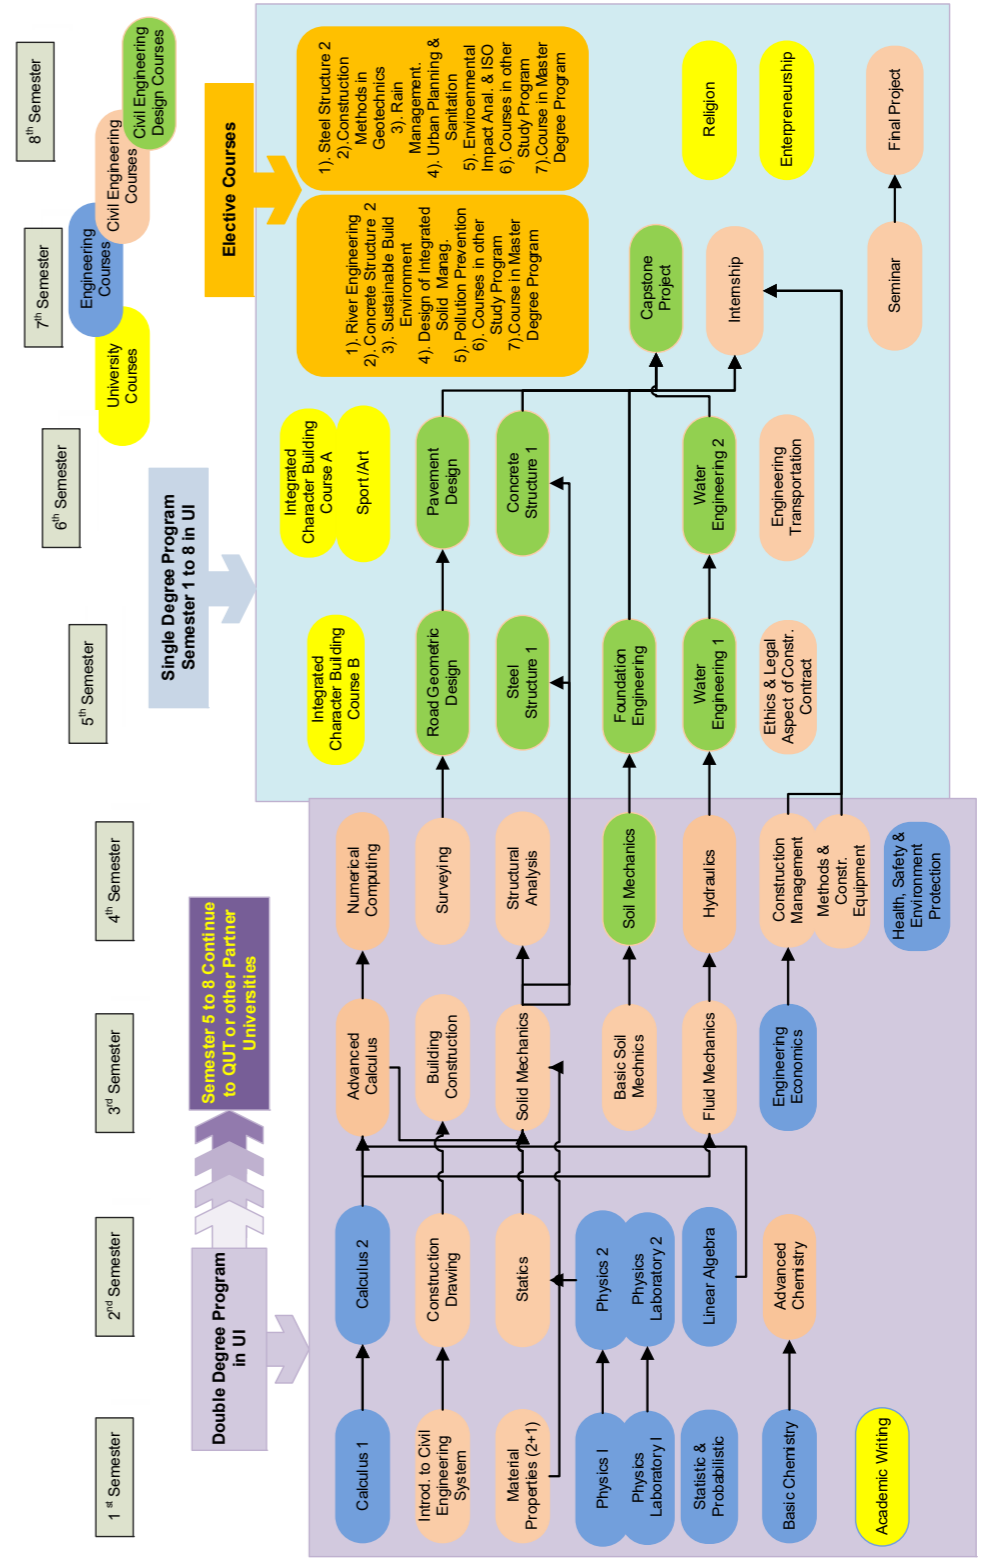 1st Semester
2nd Semester
3rd Semester
4th Semester
5th Semester
6th Semester
7th Semester
8th Semester
University
Courses
Engineering
Courses
Civil Engineering
Courses
Civil Engineering
Design Courses
Double Degree Program
in UI
Semester 5 to 8 Continue
to QUT or other Partner
Universities
Single Degree Program
Semester 1 to 8 in UI
Elective Courses
Calculus 1
Introd. to Civil
Engineering
System
Material
Properties (2+1)
Physics I
Physics
Laboratory I
Statistic &
Probabilistic
Basic Chemistry
Academic Writing
Calculus 2
Construction
Drawing
Statics
Physics 2
Physics
Laboratory 2
Linear Algebra
Advanced
Chemistry
Advanced
Calculus
Building
Construction
Solid Mechanics
Basic Soil
Mechnics
Fluid Mechanics
Engineering
Economics
Numerical
Computing
Surveying
Structural
Analysis
Soil Mechanics
Hydraulics
Construction
Management
Methods &
Constr.
Equipment
Health, Safety &
Environment
Protection
Integrated
Character Building
Course B
Road Geometric
Design
Steel
Structure 1
Foundation
Engineering
Water
Engineering 1
Ethics & Legal
Aspect of Constr.
Contract
Integrated
Character Building
Course A
Sport /Art
Pavement
Design
Concrete
Structure 1
Water
Engineering 2
Engineering
Transportation
1). River Engineering
2). Concrete Structure 2
3). Sustainable Build
Environment
4). Design of Integrated
Solid Manag.
5). Pollution Prevention
6). Courses in other
Study Program
7).Course in Master
Degree Program
Capstone
Project
Internship
Seminar
1). Steel Structure 2
2).Construction
Methods in
Geotechnics
3). Rain
Management.
4). Urban Planning &
Sanitation
5). Environmental
Impact Anal. & ISO
6). Courses in other
Study Program
7).Course in Master
Degree Program
Religion
Enterpreneurship
Final Project